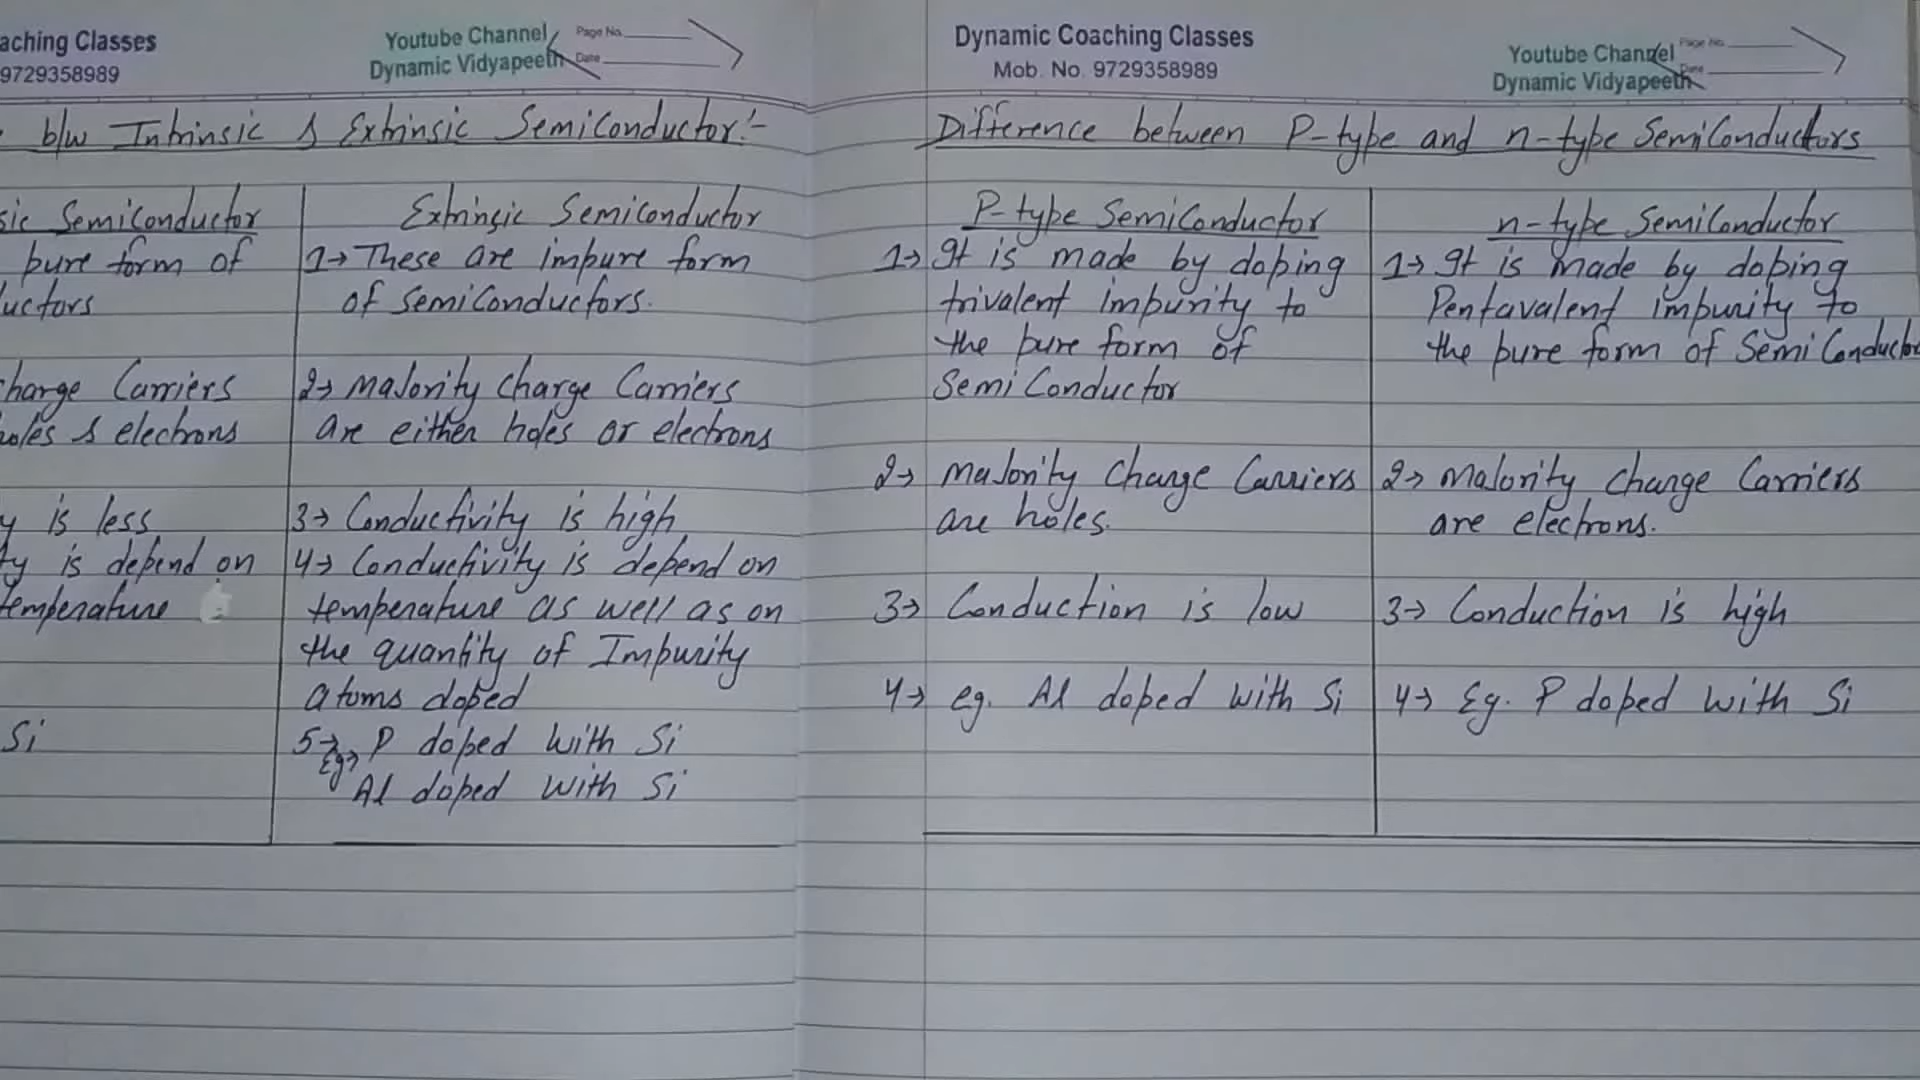 aching Classes
9729358989
Youtube Channel
Dynamic Vidyapeeth
Page No.
Date
b/w Intrinsic & Extrinsic SemiConductor:-
sic SemiConductor
pure form of
uctors
charge Carriers
holes & electrons
y is less
ty is depend on
temperature
Si
Extrinsic SemiConductor
1→ These are impure form
of SemiConductors.
2→ Majority Charge Carriers
are either holes or electrons
3→ Conductivity is high
4→ Conductivity is depend on
temperature as well as on
the quantity of Impurity
atoms doped
5→ Eg→ P doped with Si
Al doped with Si
Dynamic Coaching Classes
Mob. No. 9729358989
Youtube Channel
Dynamic Vidyapeeth
Page No.
Date
Difference between P-type and n-type SemiConductors
P-type SemiConductor
1→ It is made by doping
trivalent impurity to
the pure form of
SemiConductor
2→ Majority Charge Carriers
are holes.
3→ Conduction is low
4→ eg. Al doped with Si
n-type SemiConductor
1→ It is made by doping
Pentavalent impurity to
the pure form of SemiConducto
2→ Majority Charge Carriers
are electrons.
3→ Conduction is high
4→ Eg. P doped with Si